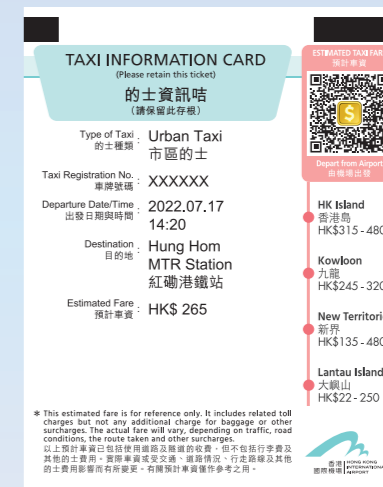 TAXI INFORMATION CARD
(Please retain this ticket)
的士資訊咭
(請保留此存根)
Type of Taxi : Urban Taxi
的士種類 市區的士
Taxi Registration No. : XXXXXX
車牌號碼
Departure Date/Time : 2022.07.17
出發日期與時間 14:20
Destination : Hung Hom
目的地 MTR Station
紅磡港鐵站
Estimated Fare : HK$ 265
預計車資
* This estimated fare is for reference only. It includes related toll
charges but not any additional charge for baggage or other
surcharges. The actual fare will vary, depending on traffic, road
conditions, the route taken and other surcharges.
以上預計車資已包括使用道路及隧道的收費，但不包括行李費及
其他的士費用。實際車資或受交通、道路情況、行走路線及其他
的士費用影響而有所變更。有關預計車資僅作參考之用。
ESTIMATED TAXI FARE
預計車資
$
Depart from Airport
由機場出發
HK Island
香港島
HK$315 - 480
Kowloon
九龍
HK$245 - 320
New Territori
新界
HK$135 - 480
Lantau Island
大嶼山
HK$22 - 250
香港 HONG KONG
國際機場 INTERNATIONAL
AIRPORT